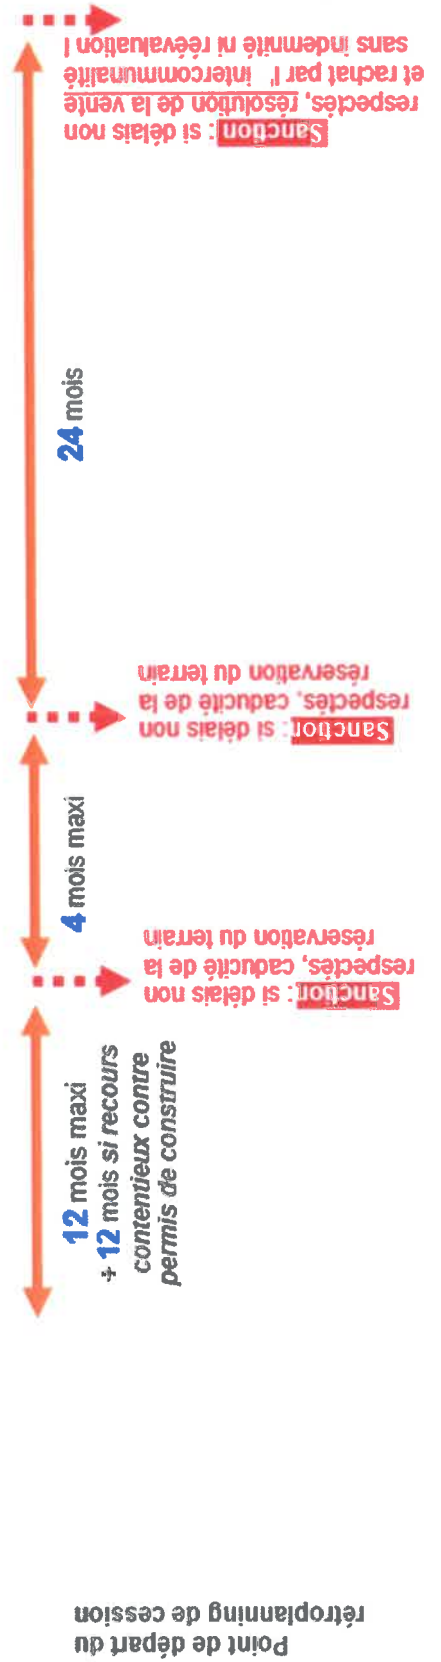 Point de départ du
rétroplanning de cession
12 mois maxi
+ 12 mois si recours
contentieux contre
permis de construire
Sanction : si délais non
respectés, caducité de la
réservation du terrain
4 mois maxi
Sanction : si délais non
respectés, caducité de la
réservation du terrain
24 mois
Sanction : si délais non
respectés, résolution de la vente
et rachat par l' intercommunalité
sans indemnité ni réévaluation !